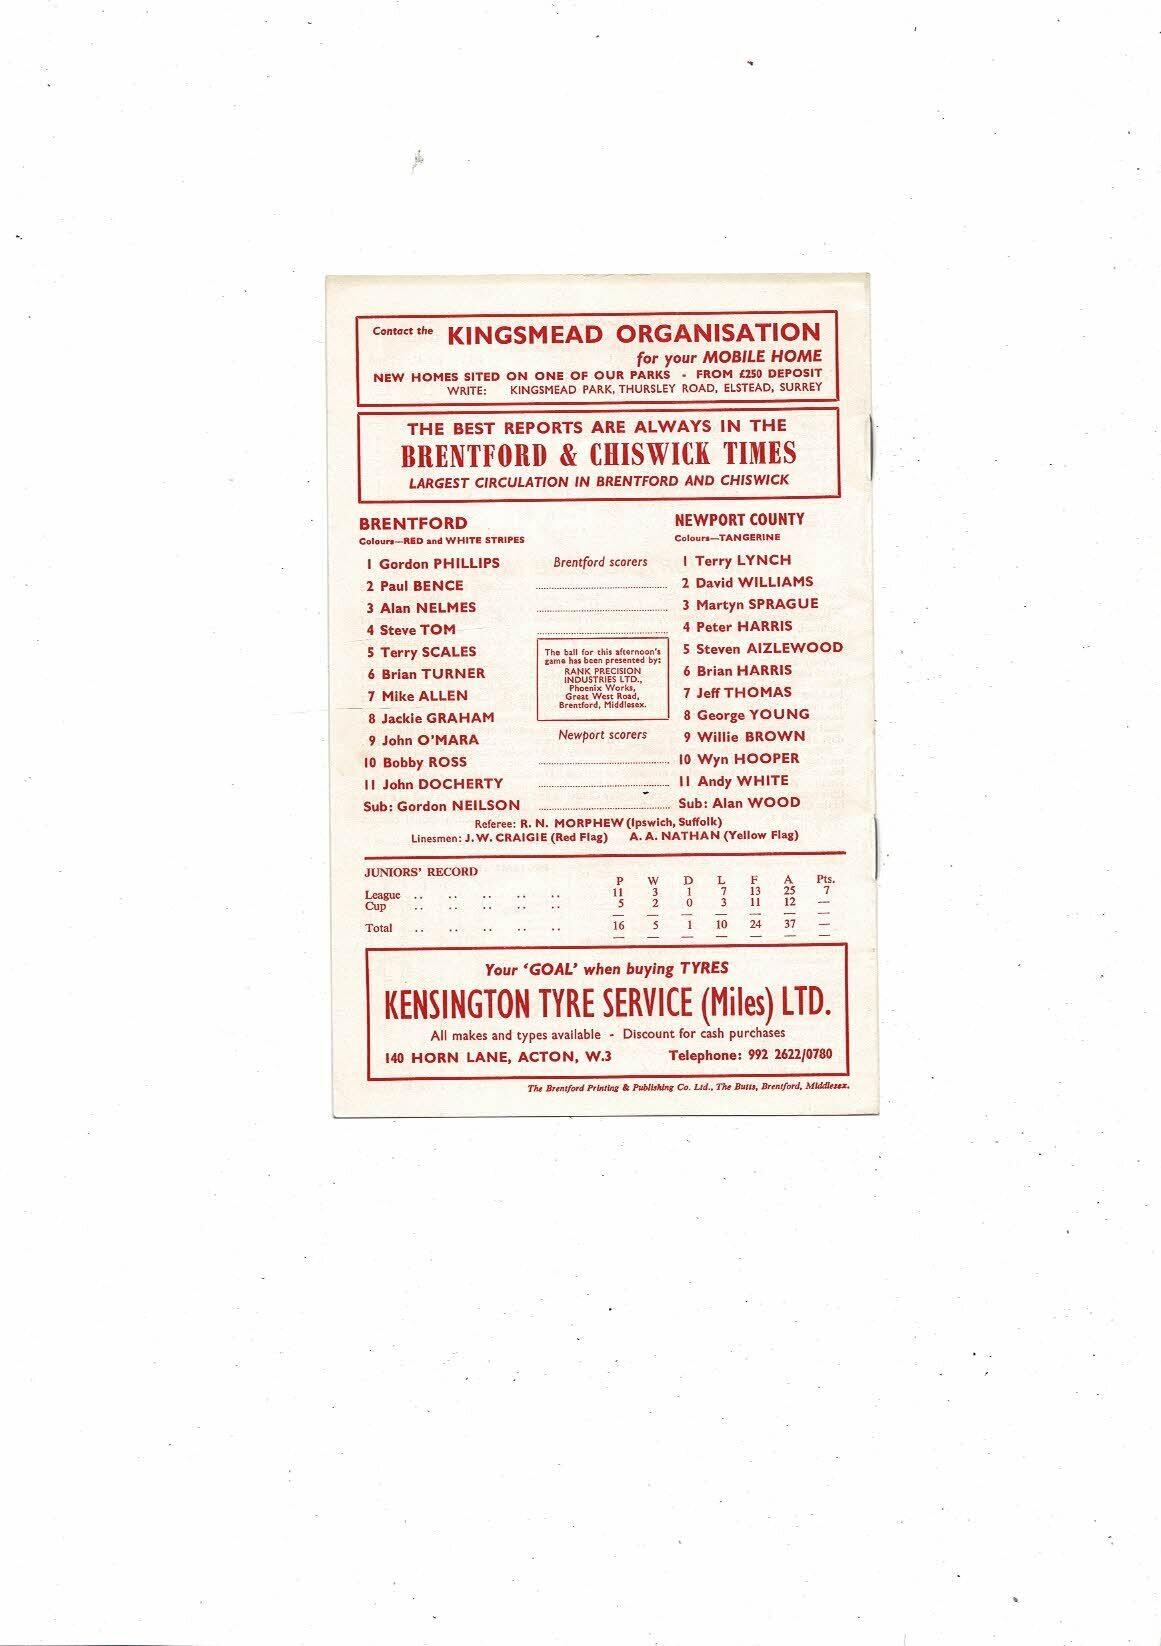 Contact the KINGSMEAD ORGANISATION
for your MOBILE HOME
NEW HOMES SITED ON ONE OF OUR PARKS - FROM £250 DEPOSIT
WRITE: KINGSMEAD PARK, THURSLEY ROAD, ELSTEAD, SURREY
THE BEST REPORTS ARE ALWAYS IN THE
BRENTFORD & CHISWICK TIMES
LARGEST CIRCULATION IN BRENTFORD AND CHISWICK
BRENTFORD
Colours—RED and WHITE STRIPES
1 Gordon PHILLIPS
2 Paul BENCE
3 Alan NELMES
4 Steve TOM
5 Terry SCALES
6 Brian TURNER
7 Mike ALLEN
8 Jackie GRAHAM
9 John O'MARA
10 Bobby ROSS
11 John DOCHERTY
Sub: Gordon NEILSON
Brentford scorers
The ball for this afternoon's
game has been presented by:
RANK PRECISION
INDUSTRIES LTD.,
Phoenix Works,
Great West Road,
Brentford, Middlesex.
Newport scorers
NEWPORT COUNTY
Colours—TANGERINE
1 Terry LYNCH
2 David WILLIAMS
3 Martyn SPRAGUE
4 Peter HARRIS
5 Steven AIZLEWOOD
6 Brian HARRIS
7 Jeff THOMAS
8 George YOUNG
9 Willie BROWN
10 Wyn HOOPER
11 Andy WHITE
Sub: Alan WOOD
Referee: R. N. MORPHEW (Ipswich, Suffolk)
Linesmen: J. W. CRAIGIE (Red Flag) A. A. NATHAN (Yellow Flag)
JUNIORS' RECORD
P W D L F A Pts.
League .. .. .. .. .. 11 3 1 7 13 25 7
Cup .. .. .. .. .. 5 2 0 3 11 12 —
Total .. .. .. .. .. 16 5 1 10 24 37 —
Your 'GOAL' when buying TYRES
KENSINGTON TYRE SERVICE (Miles) LTD.
All makes and types available - Discount for cash purchases
140 HORN LANE, ACTON, W.3 Telephone: 992 2622/0780
The Brentford Printing & Publishing Co. Ltd., The Butts, Brentford, Middlesex.